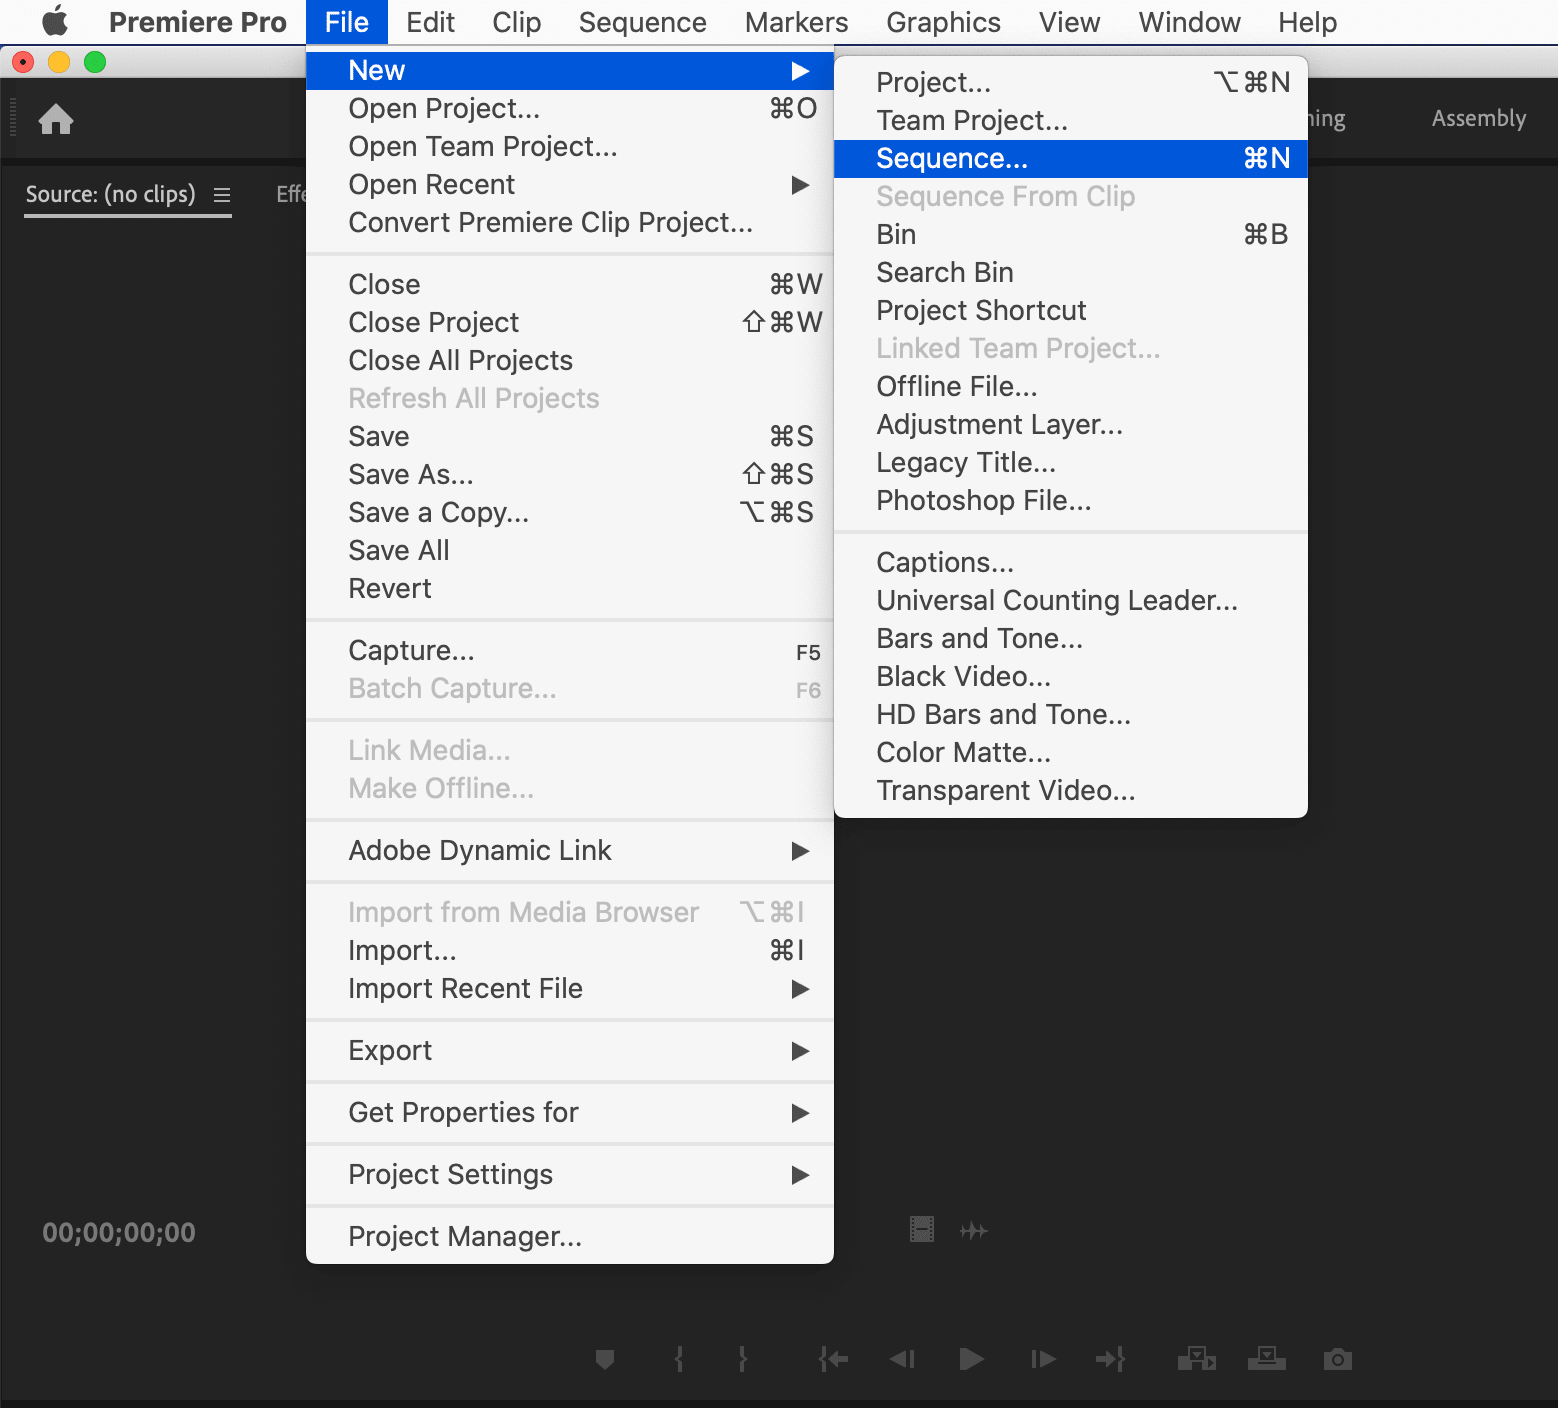 Premiere Pro File Edit Clip Sequence Markers Graphics View Window Help
Source: (no clips)
Assembly
New
Open Project... ⌘O
Open Team Project...
Open Recent
Convert Premiere Clip Project...
Close ⌘W
Close Project ⇧⌘W
Close All Projects
Refresh All Projects
Save ⌘S
Save As... ⇧⌘S
Save a Copy... ⌥⌘S
Save All
Revert
Capture... F5
Batch Capture... F6
Link Media...
Make Offline...
Adobe Dynamic Link
Import from Media Browser ⌥⌘I
Import... ⌘I
Import Recent File
Export
Get Properties for
Project Settings
Project Manager...
Project... ⌥⌘N
Team Project...
Sequence... ⌘N
Sequence From Clip
Bin ⌘B
Search Bin
Project Shortcut
Linked Team Project...
Offline File...
Adjustment Layer...
Legacy Title...
Photoshop File...
Captions...
Universal Counting Leader...
Bars and Tone...
Black Video...
HD Bars and Tone...
Color Matte...
Transparent Video...
00;00;00;00